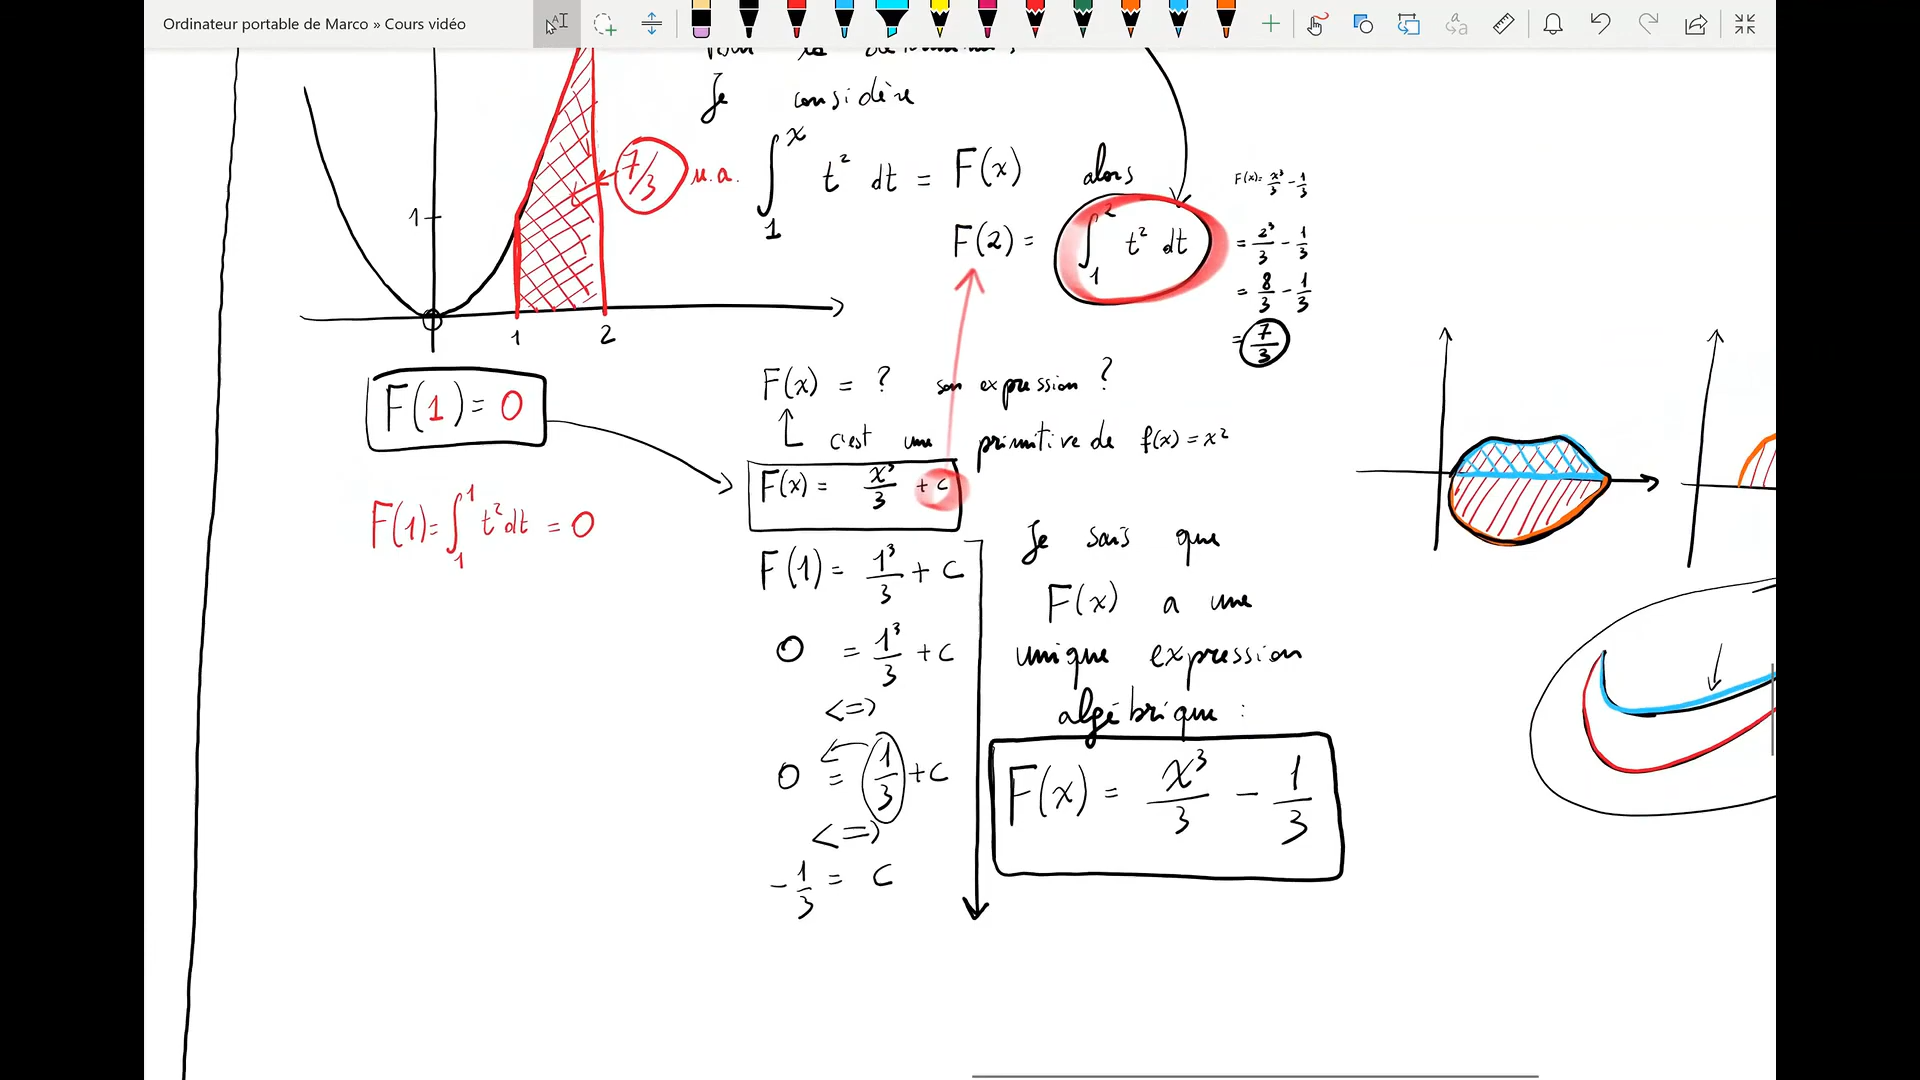 Ordinateur portable de Marco » Cours vidéo
Je considère
∫₁ˣ t² dt = F(x) alors
7/3 u.a.
F(x) = x³/3 - 1/3
1
F(2) = ∫₁² t² dt = 2³/3 - 1/3
= 8/3 - 1/3
= 7/3
1 2
F(x) = ? son expression ?
F(1) = 0
c'est une primitive de f(x) = x²
F(x) = x³/3 + c
F(1) = ∫₁¹ t² dt = 0
Je sais que
F(1) = 1³/3 + c
F(x) a une
0 = 1³/3 + c
unique expression
<=>
algébrique :
0 = 1/3 + c
F(x) = x³/3 - 1/3
<=>
- 1/3 = c